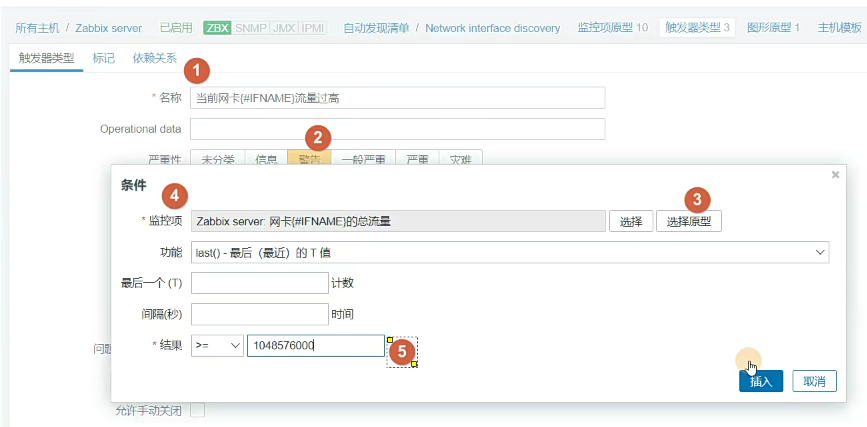 所有主机 / Zabbix server 已启用 ZBX SNMP JMX IPMI 自动发现清单 / Network interface discovery 监控项原型 10 触发器类型 3 图形原型 1 主机模板
触发器类型 标记 依赖关系
1
* 名称 当前网卡{#IFNAME}流量过高
Operational data
2
严重性 未分类 信息 警告 一般严重 严重 灾难
条件
4
3
* 监控项 Zabbix server: 网卡{#IFNAME}的总流量 选择 选择原型
功能 last() - 最后（最近）的 T 值
最后一个 (T) 计数
间隔(秒) 时间
* 结果 >= 1048576000
5
插入 取消
允许手动关闭